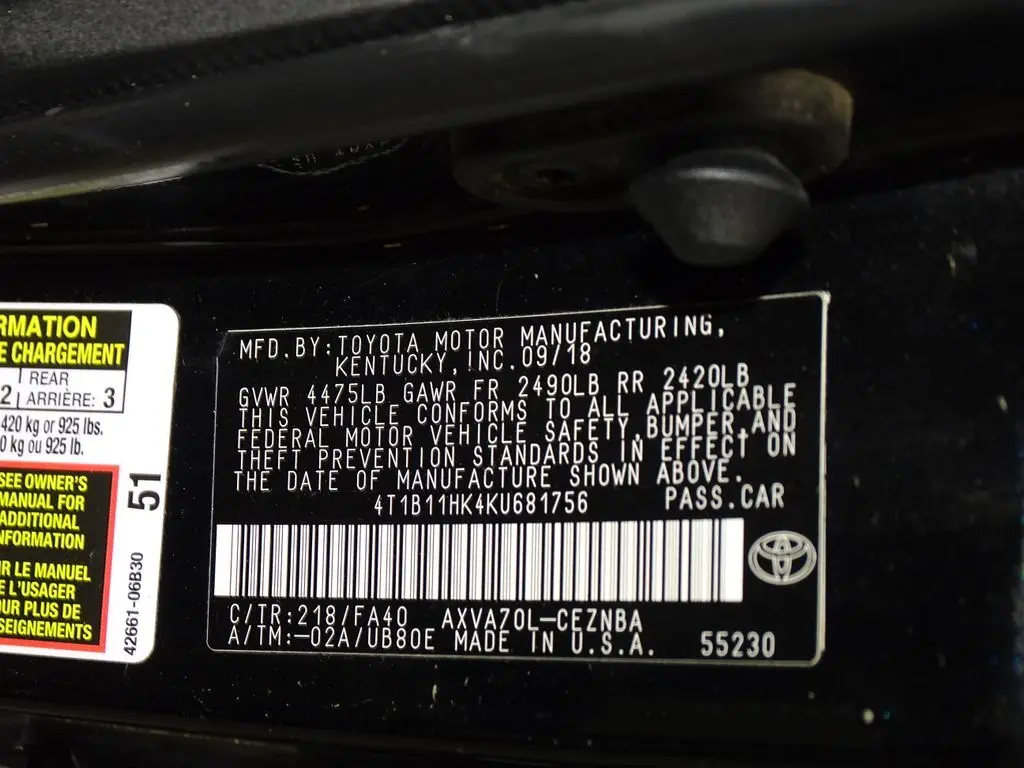 RMATION
E CHARGEMENT
2 REAR
ARRIÈRE: 3
420 kg or 925 lbs.
0 kg ou 925 lb.
SEE OWNER'S
MANUAL FOR
ADDITIONAL
NFORMATION
R LE MANUEL
E L'USAGER
UR PLUS DE
SEIGNEMENTS
51
42661-06B30
MFD.BY:TOYOTA MOTOR MANUFACTURING,
KENTUCKY, INC.09/18
GVWR 4475LB GAWR FR 2490LB RR 2420LB
THIS VEHICLE CONFORMS TO ALL APPLICABLE
FEDERAL MOTOR VEHICLE SAFETY,BUMPER,AND
THEFT PREVENTION STANDARDS IN EFFECT ON
THE DATE OF MANUFACTURE SHOWN ABOVE.
4T1B11HK4KU681756 PASS.CAR
C/TR:218/FA40 AXVA70L-CEZNBA
A/TM:-02A/UB80E MADE IN U.S.A. 55230